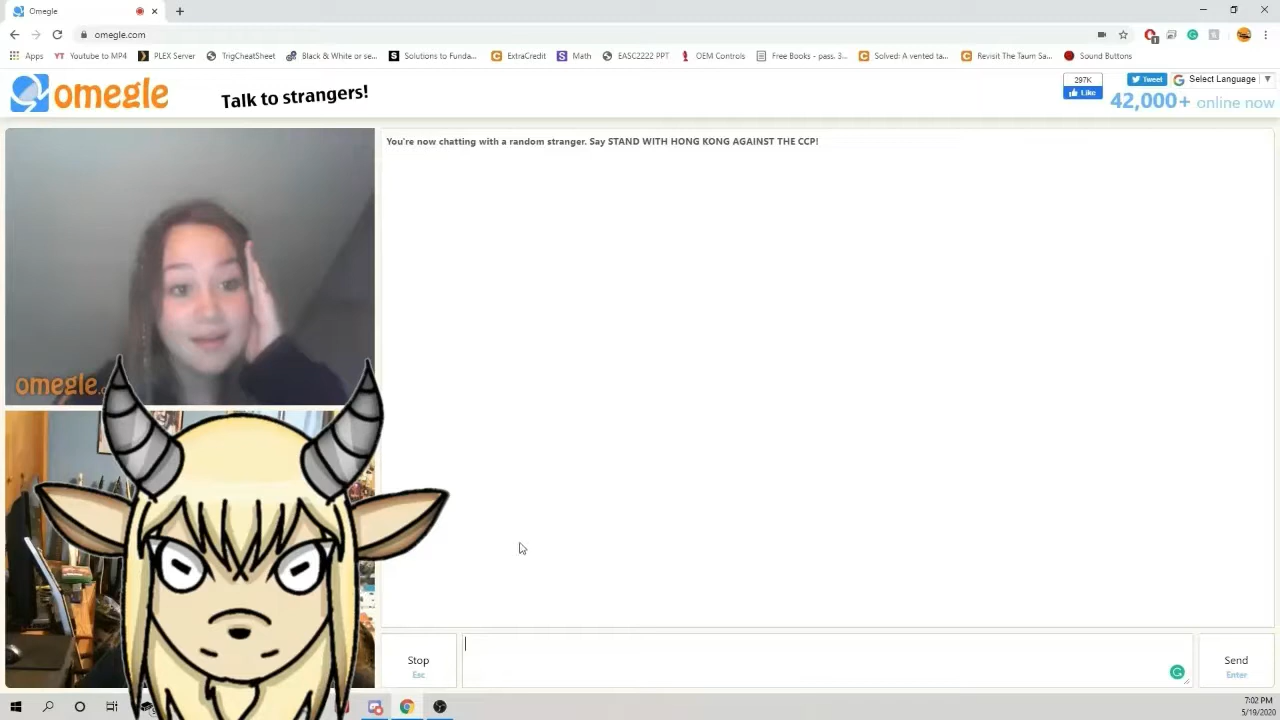 Omegle
omegle.com
Apps
YT Youtube to MP4
PLEX Server
TrigCheatSheet
Black & White or se...
S Solutions to Funda...
C ExtraCredit
S Math
EASC2222 PPT
OEM Controls
Free Books - pass. 3...
C Solved: A vented ta...
C Revisit The Taum Sa...
Sound Buttons
omegle
Talk to strangers!
297K
Like
Tweet
G Select Language
42,000+ online now
You're now chatting with a random stranger. Say STAND WITH HONG KONG AGAINST THE CCP!
omegle.c
Stop
Esc
Send
Enter
7:02 PM
5/19/2020